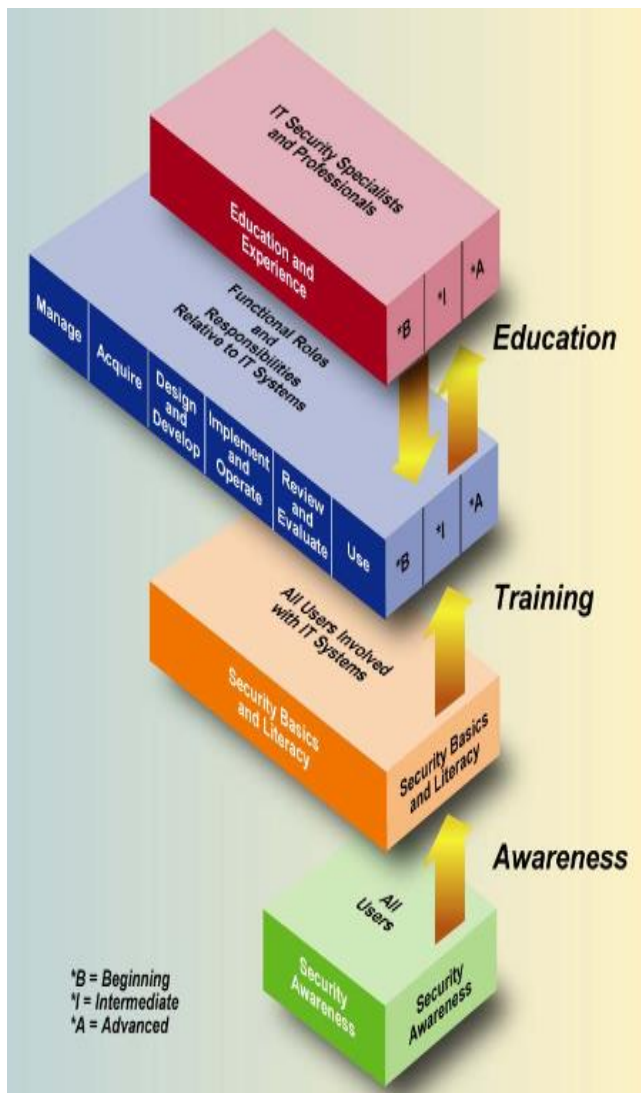 IT Security Specialists
and Professionals
Education and
Experience
*B
*I
*A
Education
Functional Roles
and
Responsibilities
Relative to IT Systems
Manage
Acquire
Design
and
Develop
Implement
and
Operate
Review
and
Evaluate
Use
*B
*I
*A
Training
All Users Involved
with IT Systems
Security Basics
and Literacy
Security Basics
and Literacy
Awareness
All
Users
Security
Awareness
Security
Awareness
*B = Beginning
*I = Intermediate
*A = Advanced